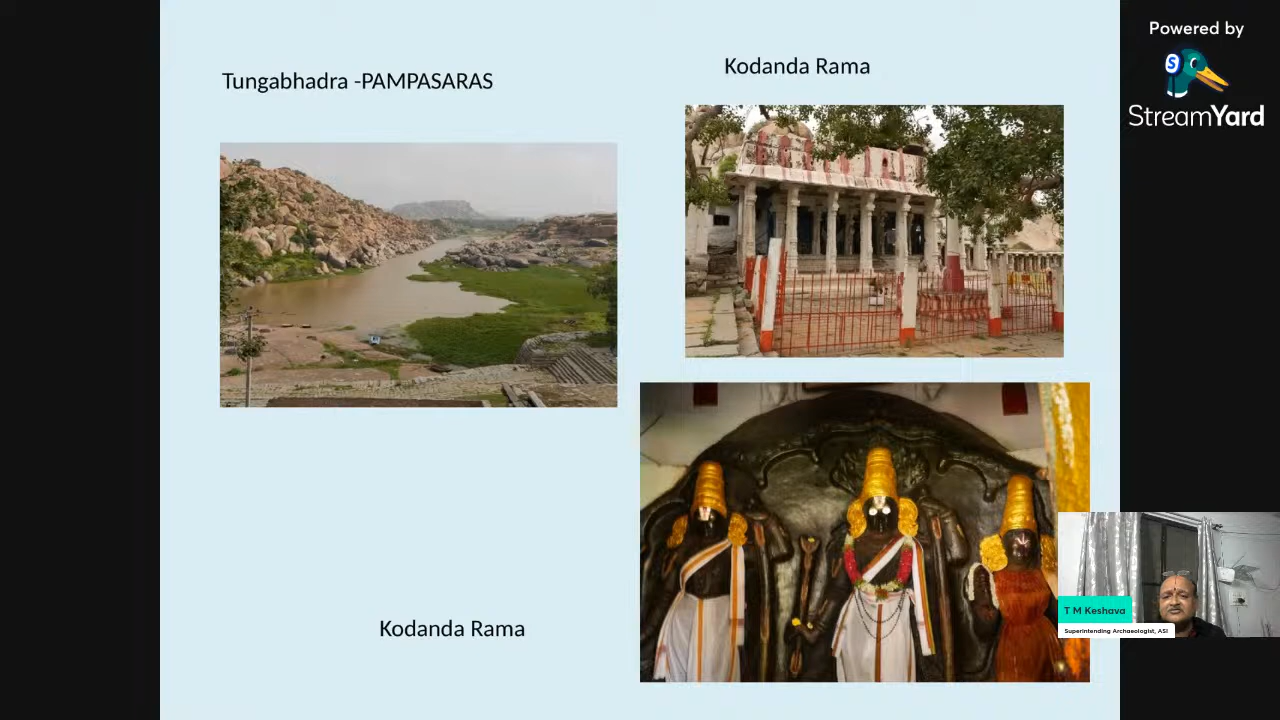 Tungabhadra -PAMPASARAS
Kodanda Rama
Kodanda Rama
Powered by
S
StreamYard
T M Keshava
Superintending Archaeologist, ASI